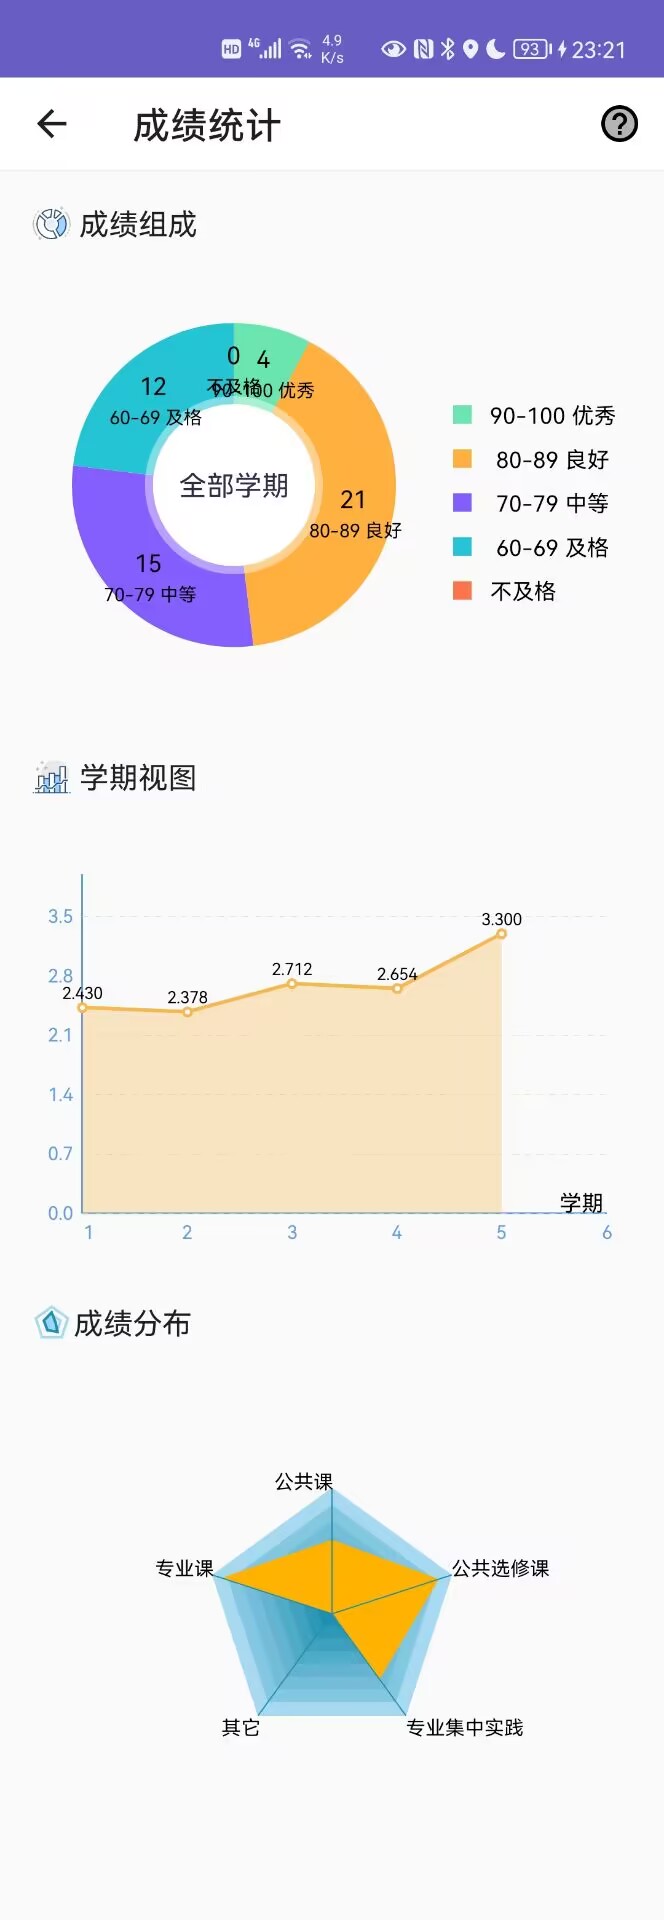 HD 4G 4.9 K/s 93 23:21
成绩统计
成绩组成
0
不及格
4
90-100 优秀
12
60-69 及格
全部学期
21
80-89 良好
15
70-79 中等
90-100 优秀
80-89 良好
70-79 中等
60-69 及格
不及格
学期视图
3.5
2.8
2.1
1.4
0.7
0.0
2.430
2.378
2.712
2.654
3.300
学期
1 2 3 4 5 6
成绩分布
公共课
专业课
公共选修课
其它
专业集中实践